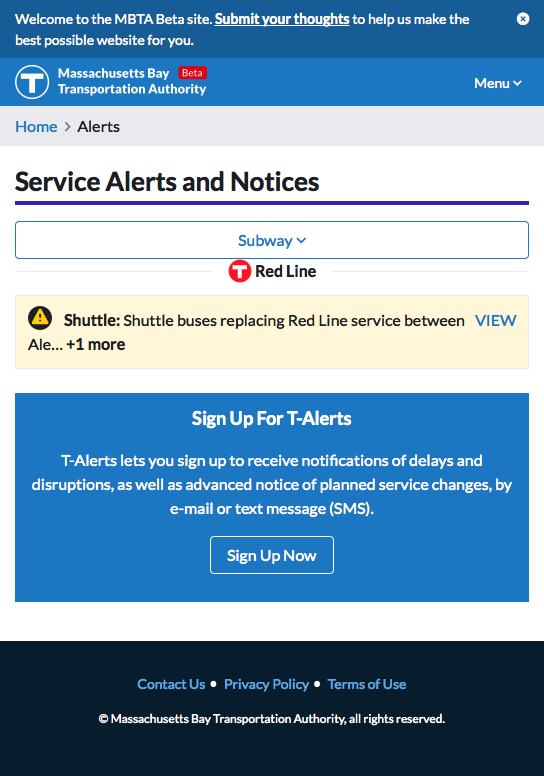 Welcome to the MBTA Beta site. Submit your thoughts to help us make the
best possible website for you.
Massachusetts Bay Beta
Transportation Authority
Menu
Home > Alerts
Service Alerts and Notices
Subway
T Red Line
Shuttle: Shuttle buses replacing Red Line service between VIEW
Ale... +1 more
Sign Up For T-Alerts
T-Alerts lets you sign up to receive notifications of delays and
disruptions, as well as advanced notice of planned service changes, by
e-mail or text message (SMS).
Sign Up Now
Contact Us • Privacy Policy • Terms of Use
© Massachusetts Bay Transportation Authority, all rights reserved.